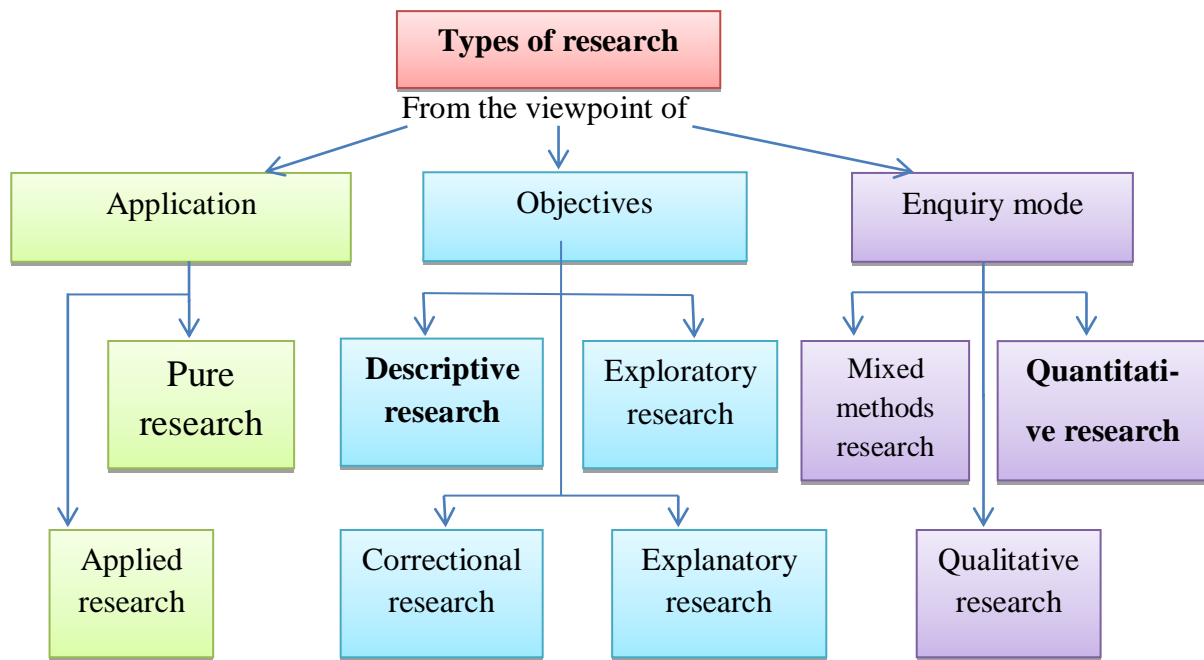 Types of research
From the viewpoint of
Application
Objectives
Enquiry mode
Pure
research
Descriptive
research
Exploratory
research
Mixed
methods
research
Quantitati-
ve research
Applied
research
Correctional
research
Explanatory
research
Qualitative
research